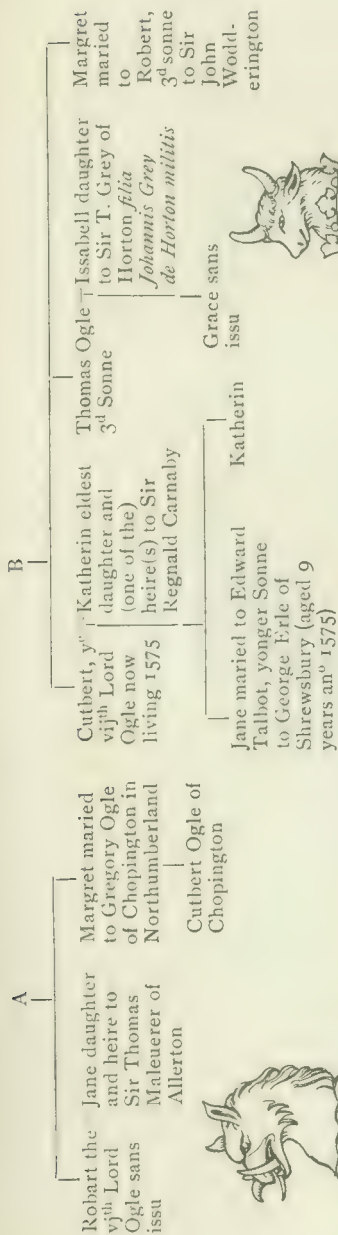 A
Robart the
vjth Lord
Ogle sans
issu
Jane daughter
and heire to
Sir Thomas
Maleuerer of
Allerton
Margret maried
to Gregory Ogle
of Chopington in
Northumberland
Cutbert Ogle of
Chopington
B
Cutbert, ye
vijth Lord
Ogle now
living 1575
Katherin eldest
daughter and
(one of the)
heire(s) to Sir
Regnald Carnaby
Jane maried to Edward
Talbot, yonger Sonne
to George Erle of
Shrewsbury (aged 9
years ano 1575)
Katherin
Thomas Ogle
3d Sonne
Issabell daughter
to Sir T. Grey of
Horton filia
Johannis Grey
de Horton militis
Grace sans
issu
Margret
maried
to
Robert,
3d sonne
to Sir
John
Wodd-
erington